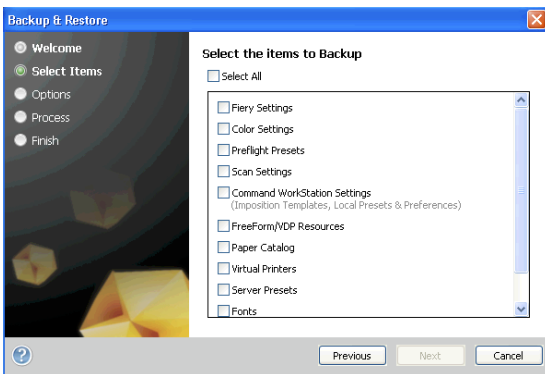 Backup & Restore
Welcome
Select Items
Options
Process
Finish
Select the items to Backup
Select All
Fiery Settings
Color Settings
Preflight Presets
Scan Settings
Command WorkStation Settings
(Imposition Templates, Local Presets & Preferences)
FreeForm/VDP Resources
Paper Catalog
Virtual Printers
Server Presets
Fonts
?
Previous
Next
Cancel